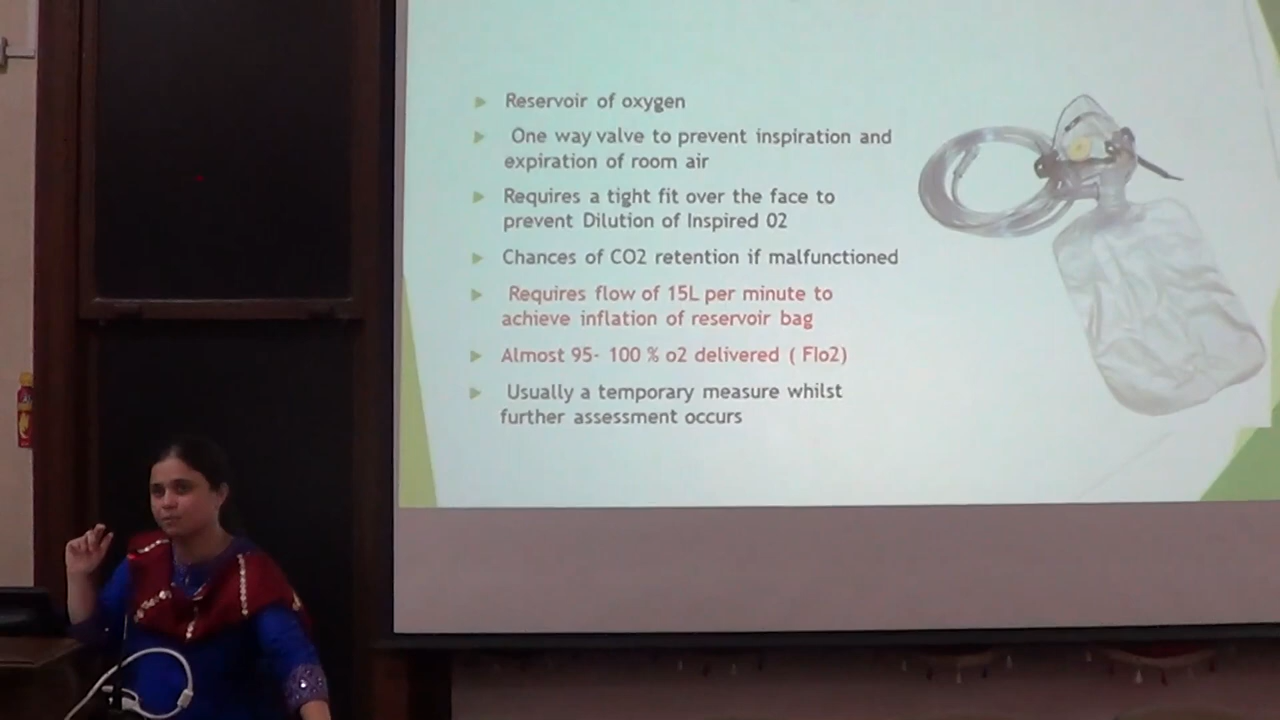 Reservoir of oxygen
One way valve to prevent inspiration and
expiration of room air
Requires a tight fit over the face to
prevent Dilution of Inspired 02
Chances of CO2 retention if malfunctioned
Requires flow of 15L per minute to
achieve inflation of reservoir bag
Almost 95- 100 % o2 delivered ( FIo2)
Usually a temporary measure whilst
further assessment occurs